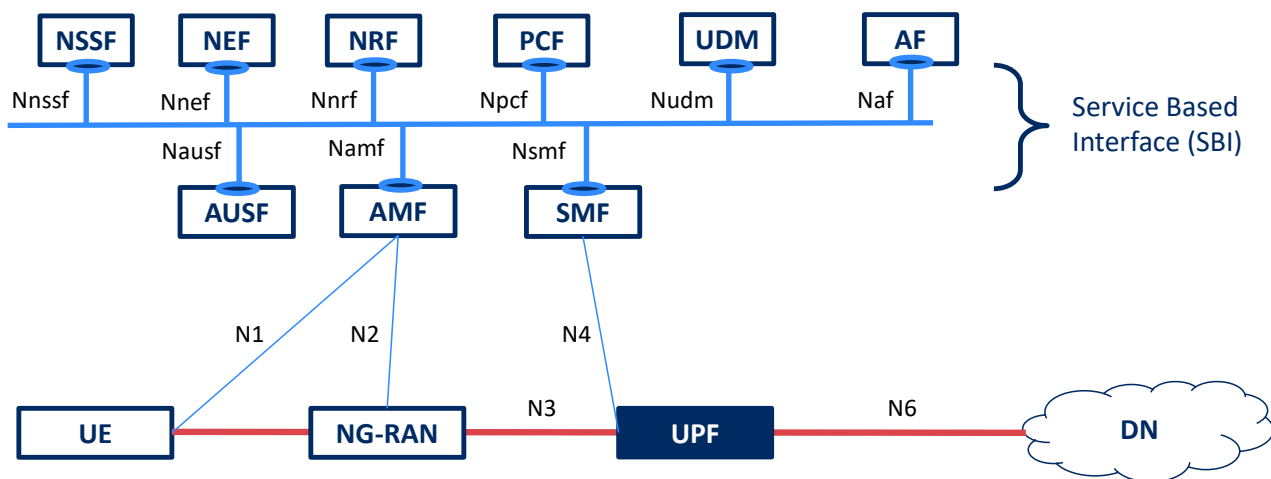 NSSF
NEF
NRF
PCF
UDM
AF
Nnssf
Nnef
Nnrf
Npcf
Nudm
Naf
Service Based
Interface (SBI)
Nausf
Namf
Nsmf
AUSF
AMF
SMF
N1
N2
N4
N3
N6
UE
NG-RAN
UPF
DN